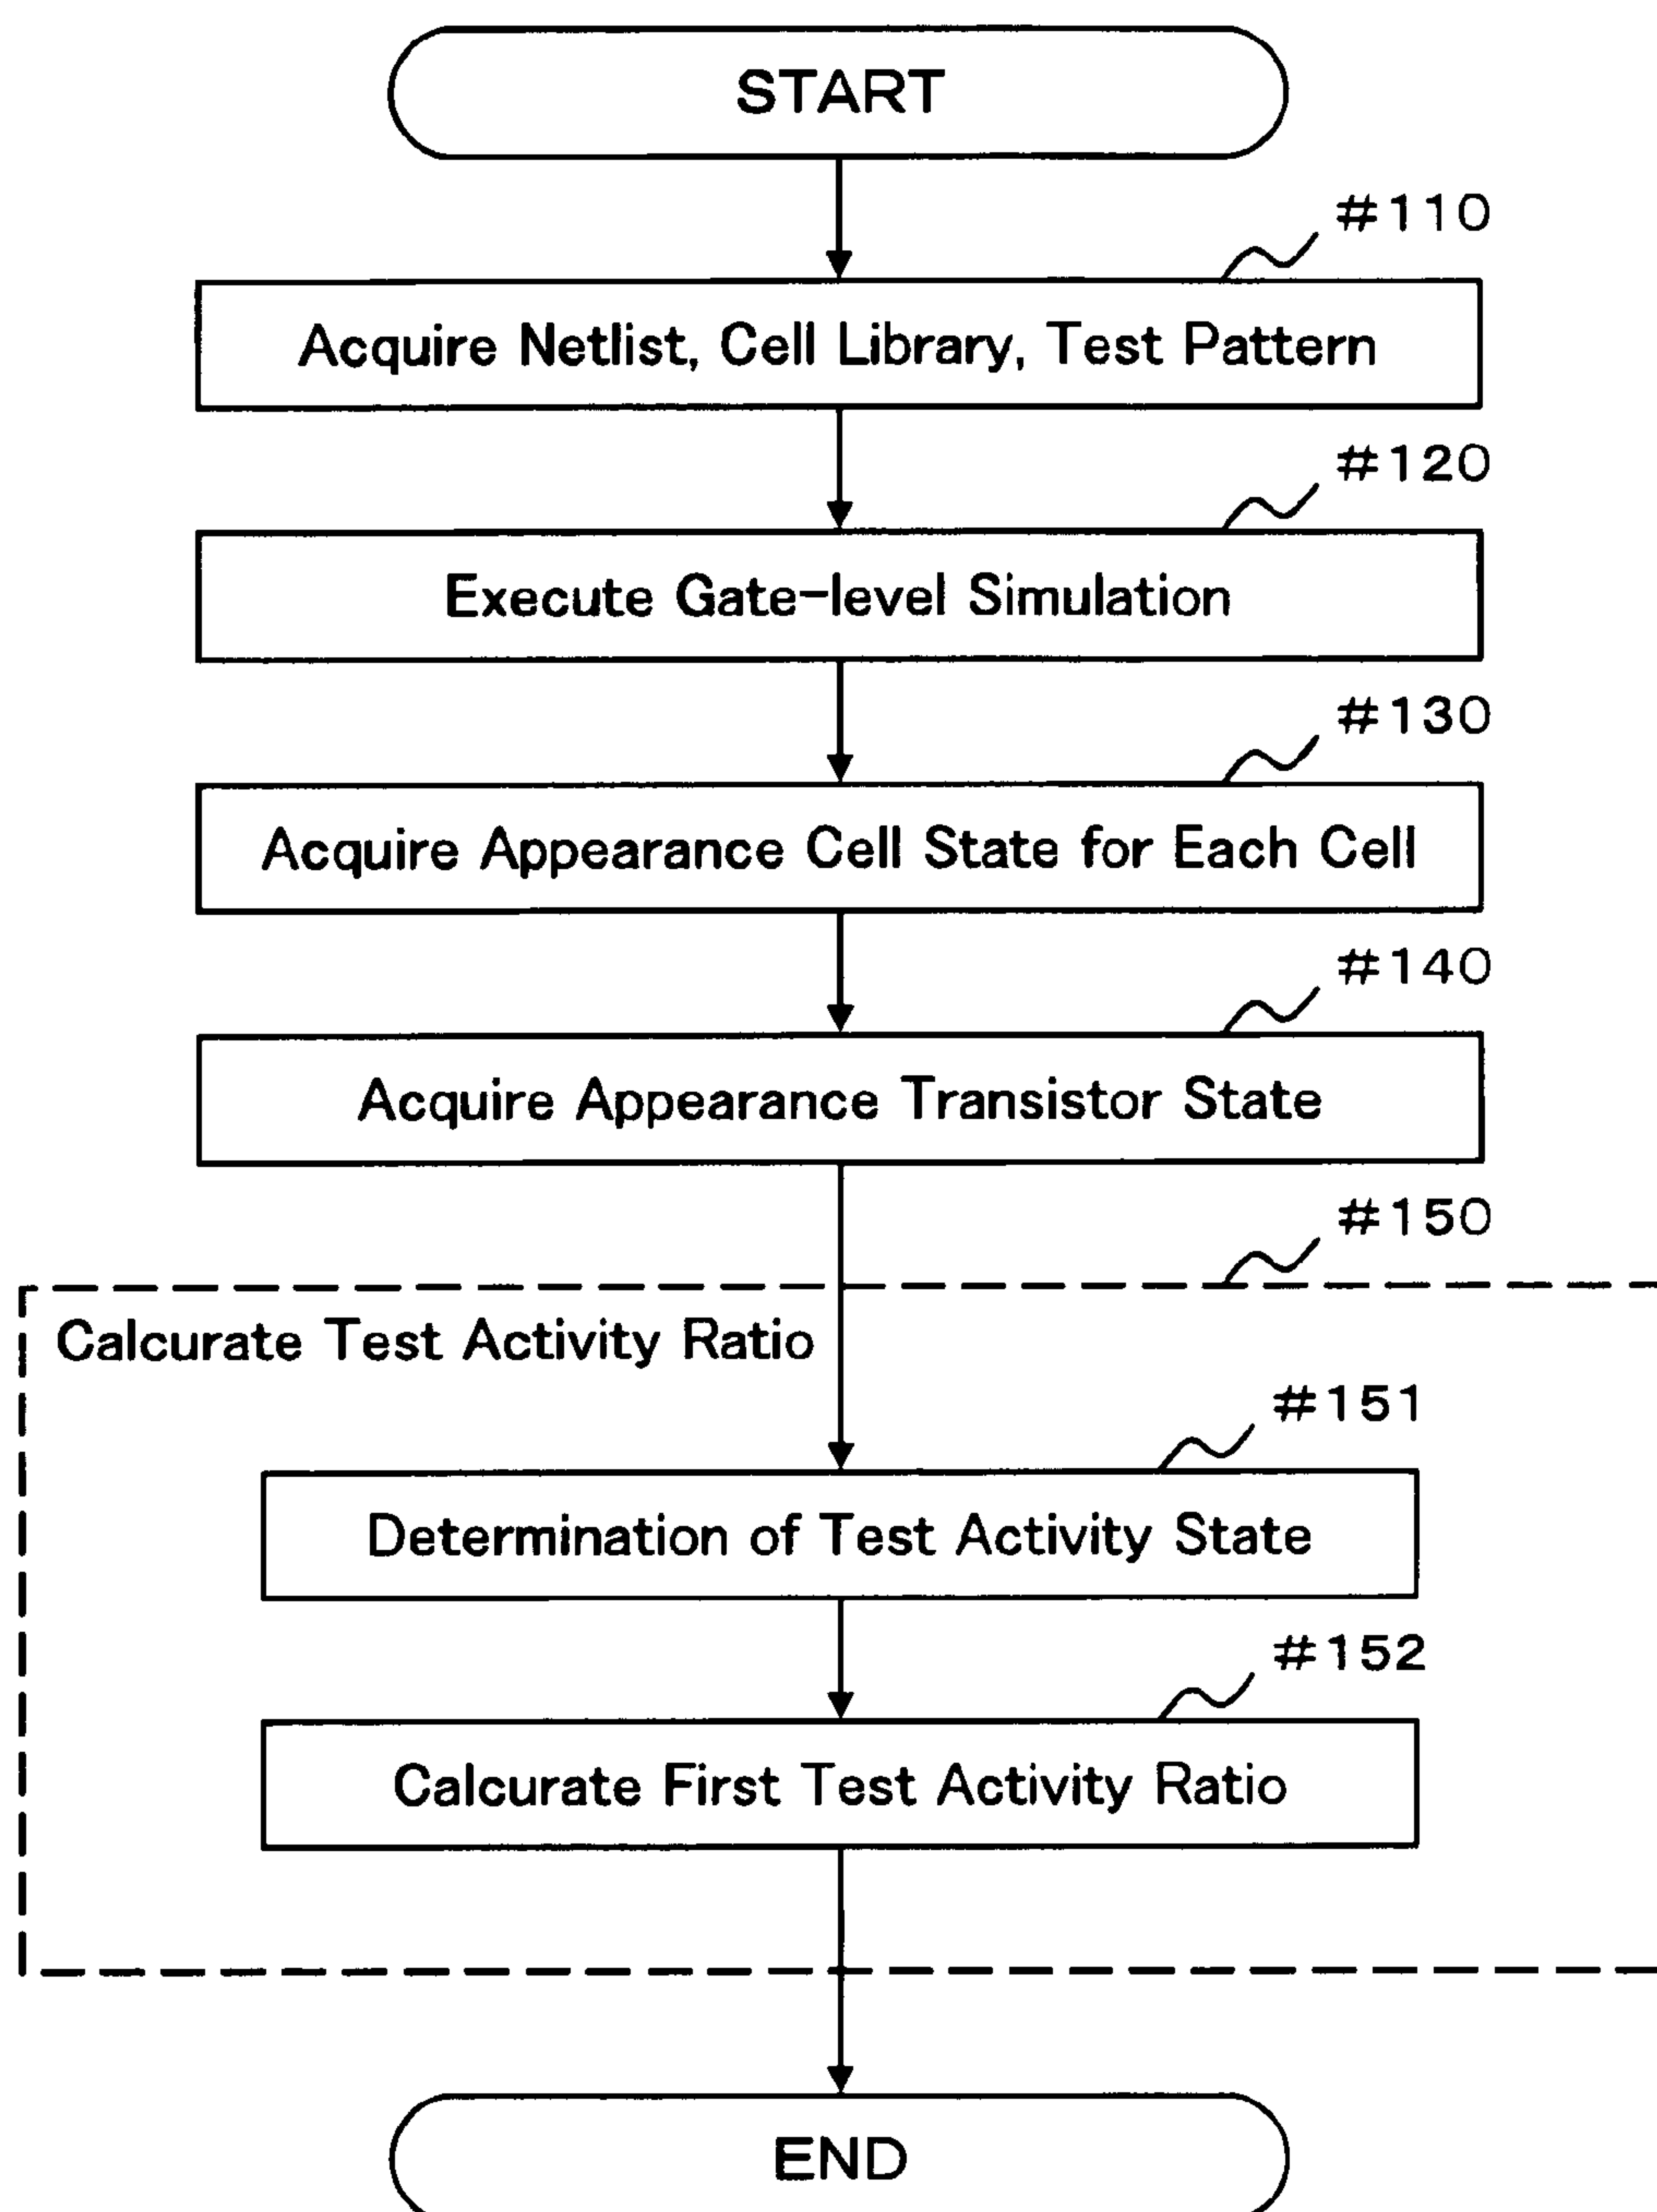 START
#110
Acquire Netlist, Cell Library, Test Pattern
#120
Execute Gate-level Simulation
#130
Acquire Appearance Cell State for Each Cell
#140
Acquire Appearance Transistor State
#150
Calcurate Test Activity Ratio
#151
Determination of Test Activity State
#152
Calcurate First Test Activity Ratio
END